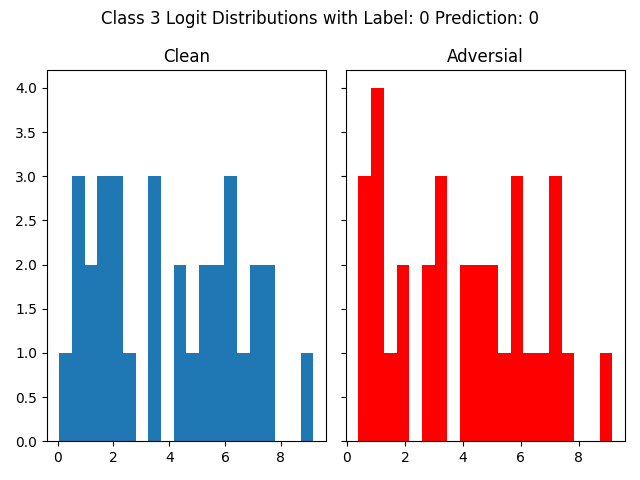 Class 3 Logit Distributions with Label: 0 Prediction: 0
Clean
Adversial
4.0
3.5
3.0
2.5
2.0
1.5
1.0
0.5
0.0
0 2 4 6 8
0 2 4 6 8